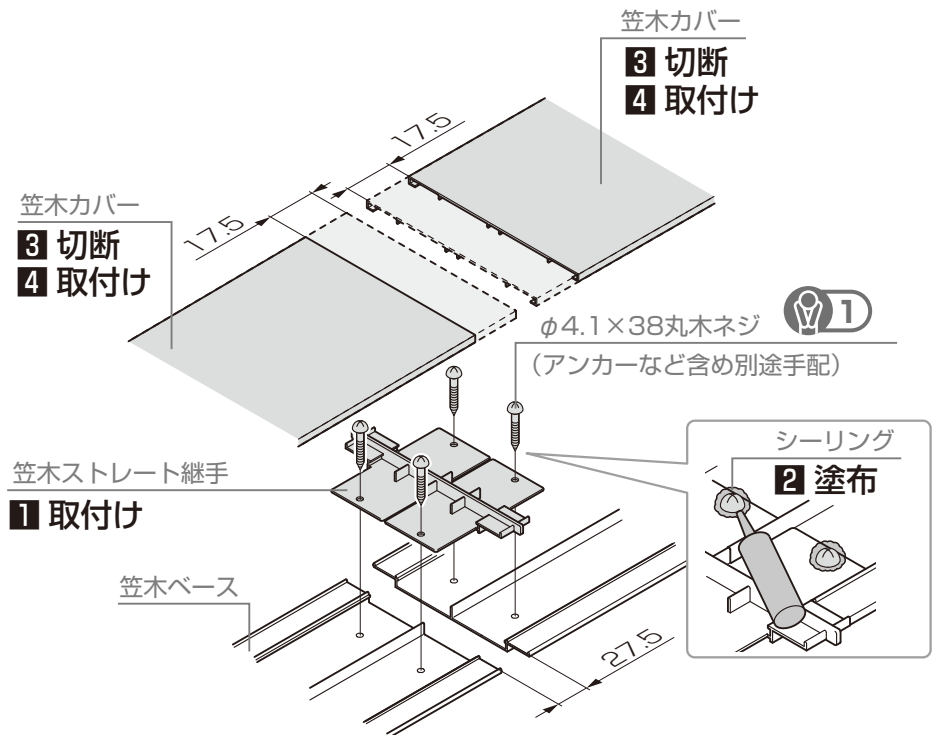 笠木カバー
3 切断
4 取付け
17.5
笠木カバー
3 切断
4 取付け
17.5
φ4.1×38丸木ネジ
1
（アンカーなど含め別途手配）
シーリング
2 塗布
笠木ストレート継手
1 取付け
笠木ベース
27.5